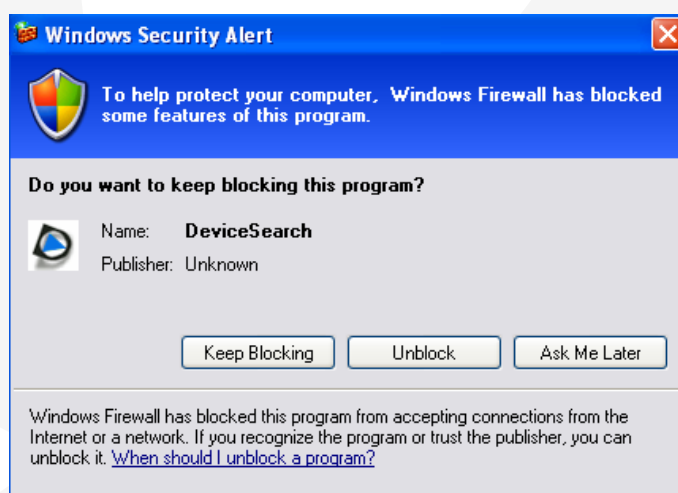 Windows Security Alert
To help protect your computer, Windows Firewall has blocked
some features of this program.
Do you want to keep blocking this program?
Name: DeviceSearch
Publisher: Unknown
Keep Blocking Unblock Ask Me Later
Windows Firewall has blocked this program from accepting connections from the
Internet or a network. If you recognize the program or trust the publisher, you can
unblock it. When should I unblock a program?